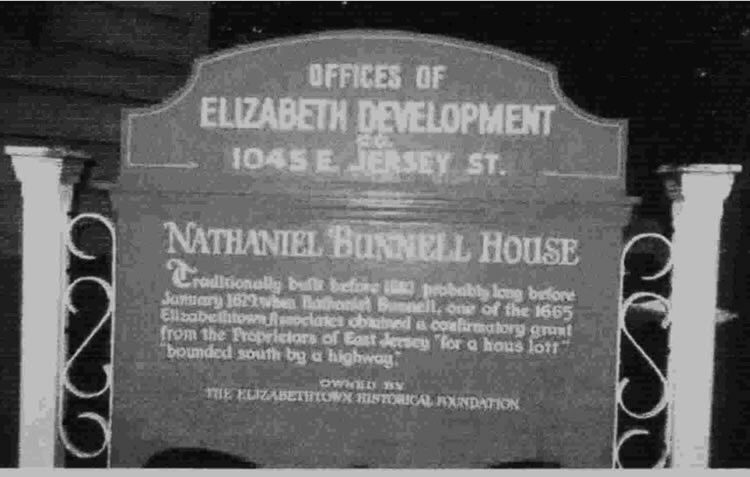 OFFICES OF
ELIZABETH DEVELOPMENT
CO.
1045 E. JERSEY ST.
NATHANIEL BUNNELL HOUSE
Traditionally built before probably long before
January when Nathaniel Bunnell, one of the 1665
Elizabethtown Associates obtained a confirmatory grant
from the Proprietors of East Jersey "for a hous lott"
"bounded south by a highway."
OWNED BY
THE ELIZABETHTOWN HISTORICAL FOUNDATION